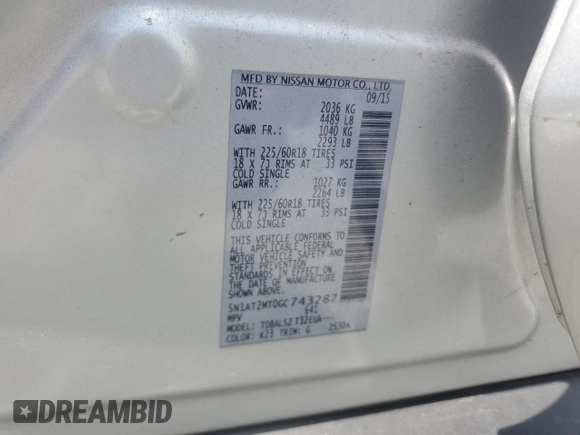 MFD BY NISSAN MOTOR CO., LTD.
DATE: 09/15
GVWR: 2036 KG
4489 LB
GAWR FR.: 1040 KG
2293 LB
WITH 225/60R18 TIRES
18 X 7J RIMS AT 33 PSI
COLD SINGLE
GAWR RR.: 1027 KG
2264 LB
WITH 225/60R18 TIRES
18 X 7J RIMS AT 33 PSI
COLD SINGLE
THIS VEHICLE CONFORMS TO
ALL APPLICABLE FEDERAL
MOTOR VEHICLE SAFETY AND
THEFT PREVENTION
STANDARDS IN EFFECT ON
THE DATE OF MANUFACTURE
5N1AT2MT0GC743287
641
MPV
MODEL:
COLOR: K23 TRIM: G 2530A
DREAMBID